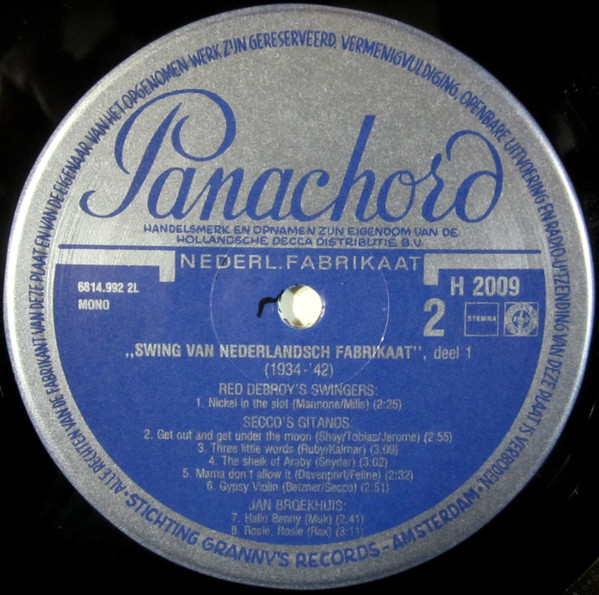 ALLE RECHTEN VAN DE FABRIKANT VAN DEZE PLAAT EN VAN DE EIGENAAR VAN HET OPGENOMEN WERK ZIJN GERESERVEERD. VERMENIGVULDIGING, OPENBARE UITVOERING EN RADIO-UITZENDING VAN DEZE PLAAT IS VERBODEN.
Panachord
HANDELSMERK EN OPNAMEN ZIJN EIGENDOM VAN DE
HOLLANDSCHE DECCA DISTRIBUTIE B.V.
NEDERL. FABRIKAAT
6814.992 2L
MONO
H 2009
2
STEMRA
„SWING VAN NEDERLANDSCH FABRIKAAT", deel 1
(1934-'42)
RED DEBROY'S SWINGERS:
1. Nickel in the slot (Mannone/Mills) (2:25)
SECCO'S GITANOS:
2. Get out and get under the moon (Shay/Tobias/Jerome) (2:55)
3. Three little words (Ruby/Kalmar) (3:09)
4. The sheik of Araby (Snyder) (3:02)
5. Mama don't allow it (Davenport/Feline) (2:32)
6. Gypsy Violin (Betzner/Secco) (2:51)
JAN BROEKHUIS:
7. Hallo Benny (Mak) (2:41)
8. Rosie, Rosie (Rex) (3:11)
STICHTING GRANNY'S RECORDS - AMSTERDAM